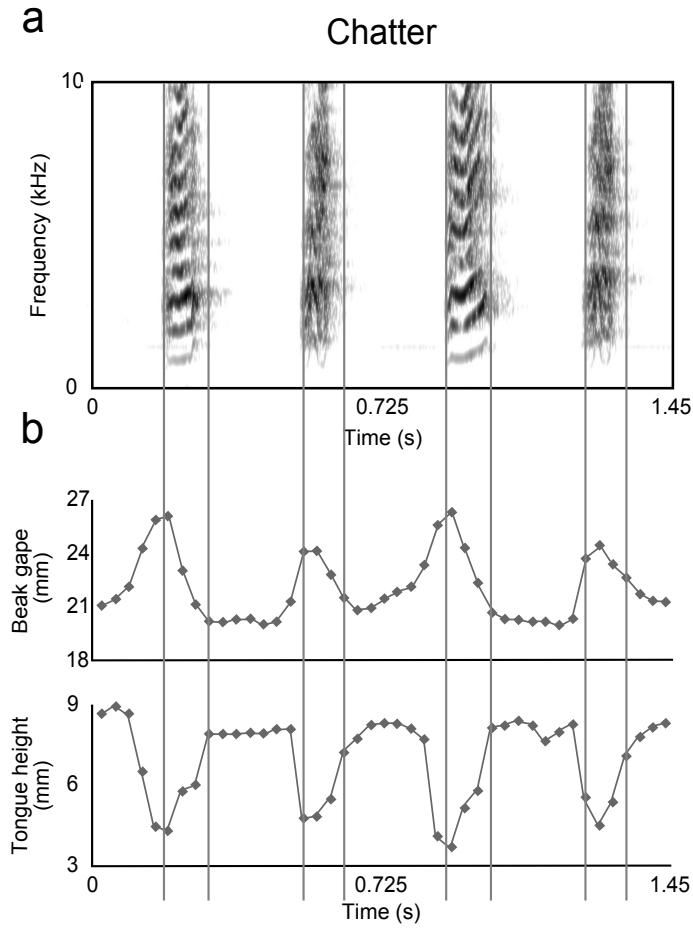 a
Chatter
10
Frequency (kHz)
0
0
0.725
1.45
Time (s)
b
27
24
21
18
Beak gape
(mm)
9
6
3
Tongue height
(mm)
0
0.725
1.45
Time (s)